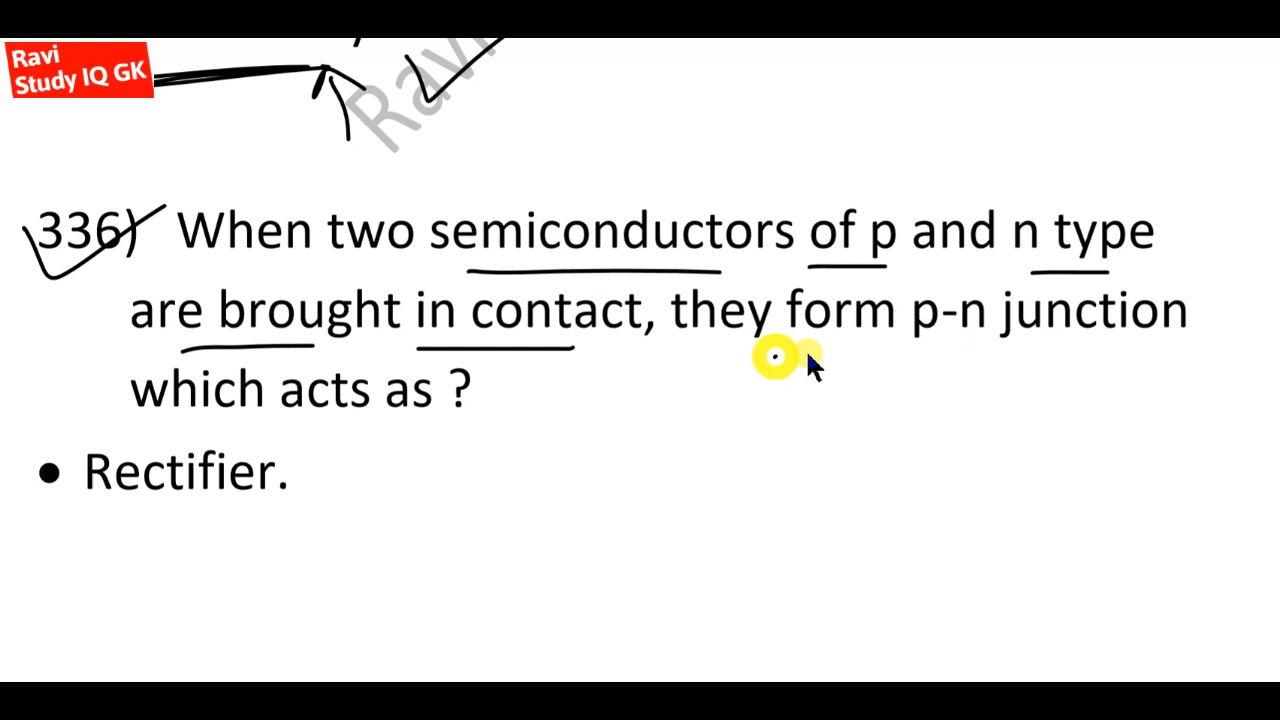 Ravi
Study IQ GK
Ravi
336) When two semiconductors of p and n type
are brought in contact, they form p-n junction
which acts as ?
• Rectifier.